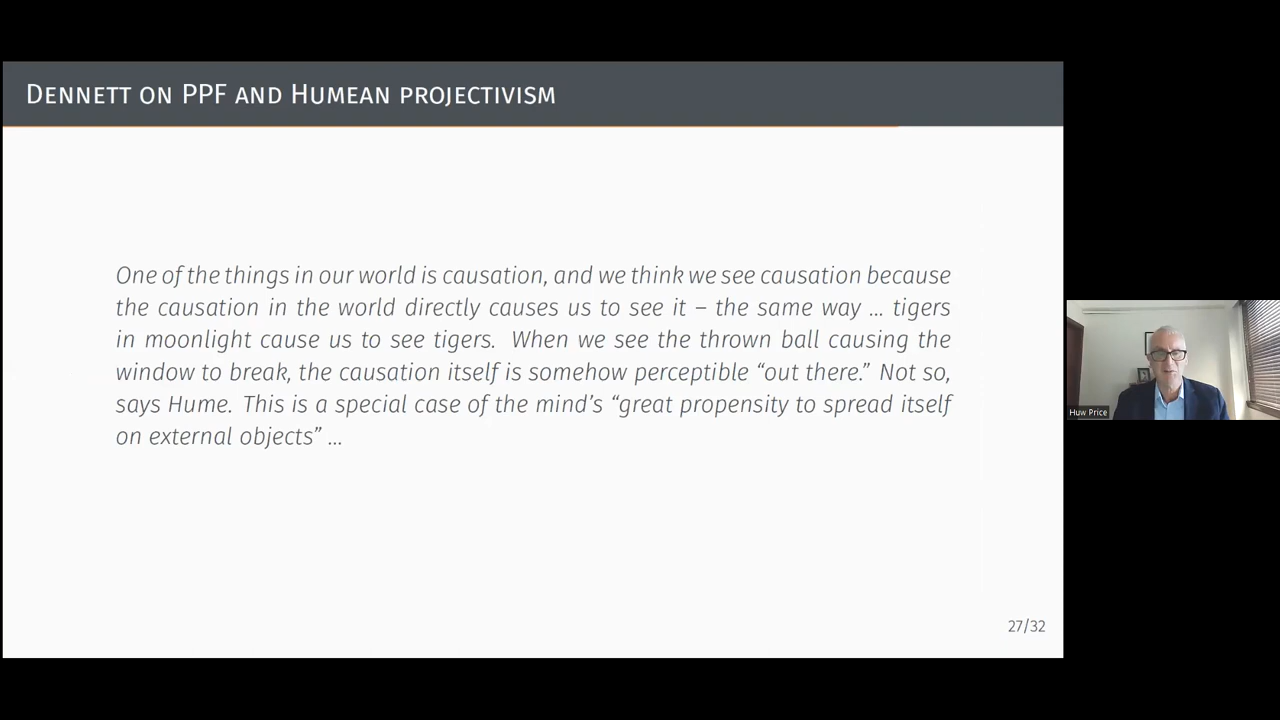 Dennett on PPF and Humean projectivism
One of the things in our world is causation, and we think we see causation because
the causation in the world directly causes us to see it – the same way ... tigers
in moonlight cause us to see tigers. When we see the thrown ball causing the
window to break, the causation itself is somehow perceptible “out there.” Not so,
says Hume. This is a special case of the mind’s “great propensity to spread itself
on external objects” ...
27/32
Huw Price